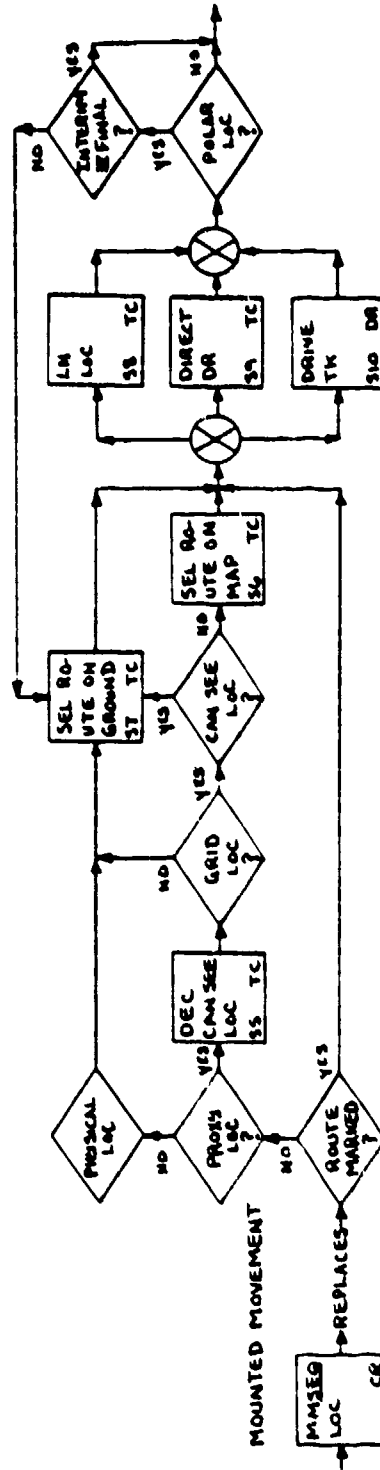 MOUNTED MOVEMENT
MMSEQ
LOC
CR
REPLACES
ROUTE
MARKED
?
YES
NO
PROXY
LOC
?
YES
NO
PHYSICAL
LOC
DEC
CAN SEE
LOC
S5 TC
GRID
LOC
?
NO
YES
CAN SEE
LOC
?
YES
NO
SEL RO-
UTE ON
GROUND
S7 TC
SEL RO-
UTE ON
MAP
S6 TC
LN
LOC
S8 TC
DIRECT
DR
S9 TC
DRIVE
TK
S10 DR
POLAR
LOC
?
YES
NO
INTERIM
≡ FINAL
?
NO
YES